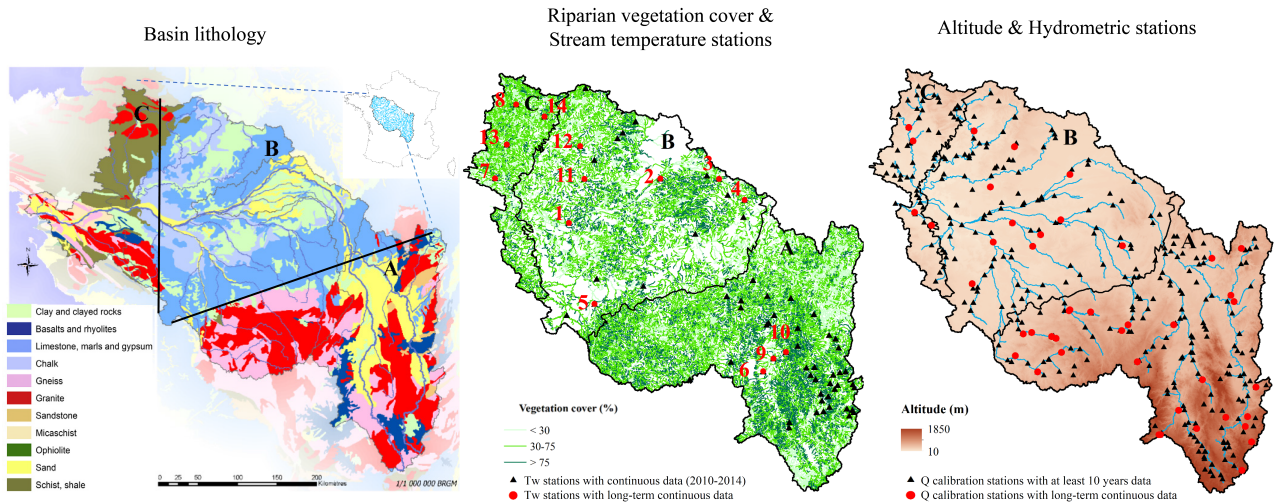 Basin lithology
C
B
A
N
Clay and clayed rocks
Basalts and rhyolites
Limestone, marls and gypsum
Chalk
Gneiss
Granite
Sandstone
Micaschist
Ophiolite
Sand
Schist, shale
0 25 50 100 150 200
Kilometres
1/1 000 000 BRGM
Riparian vegetation cover &
Stream temperature stations
8
C
14
13
12
B
7
11
2
3
4
1
A
5
10
9
6
Vegetation cover (%)
< 30
30-75
> 75
Tw stations with continuous data (2010-2014)
Tw stations with long-term continuous data
Altitude & Hydrometric stations
C
B
A
Altitude (m)
1850
10
Q calibration stations with at least 10 years data
Q calibration stations with long-term continuous data